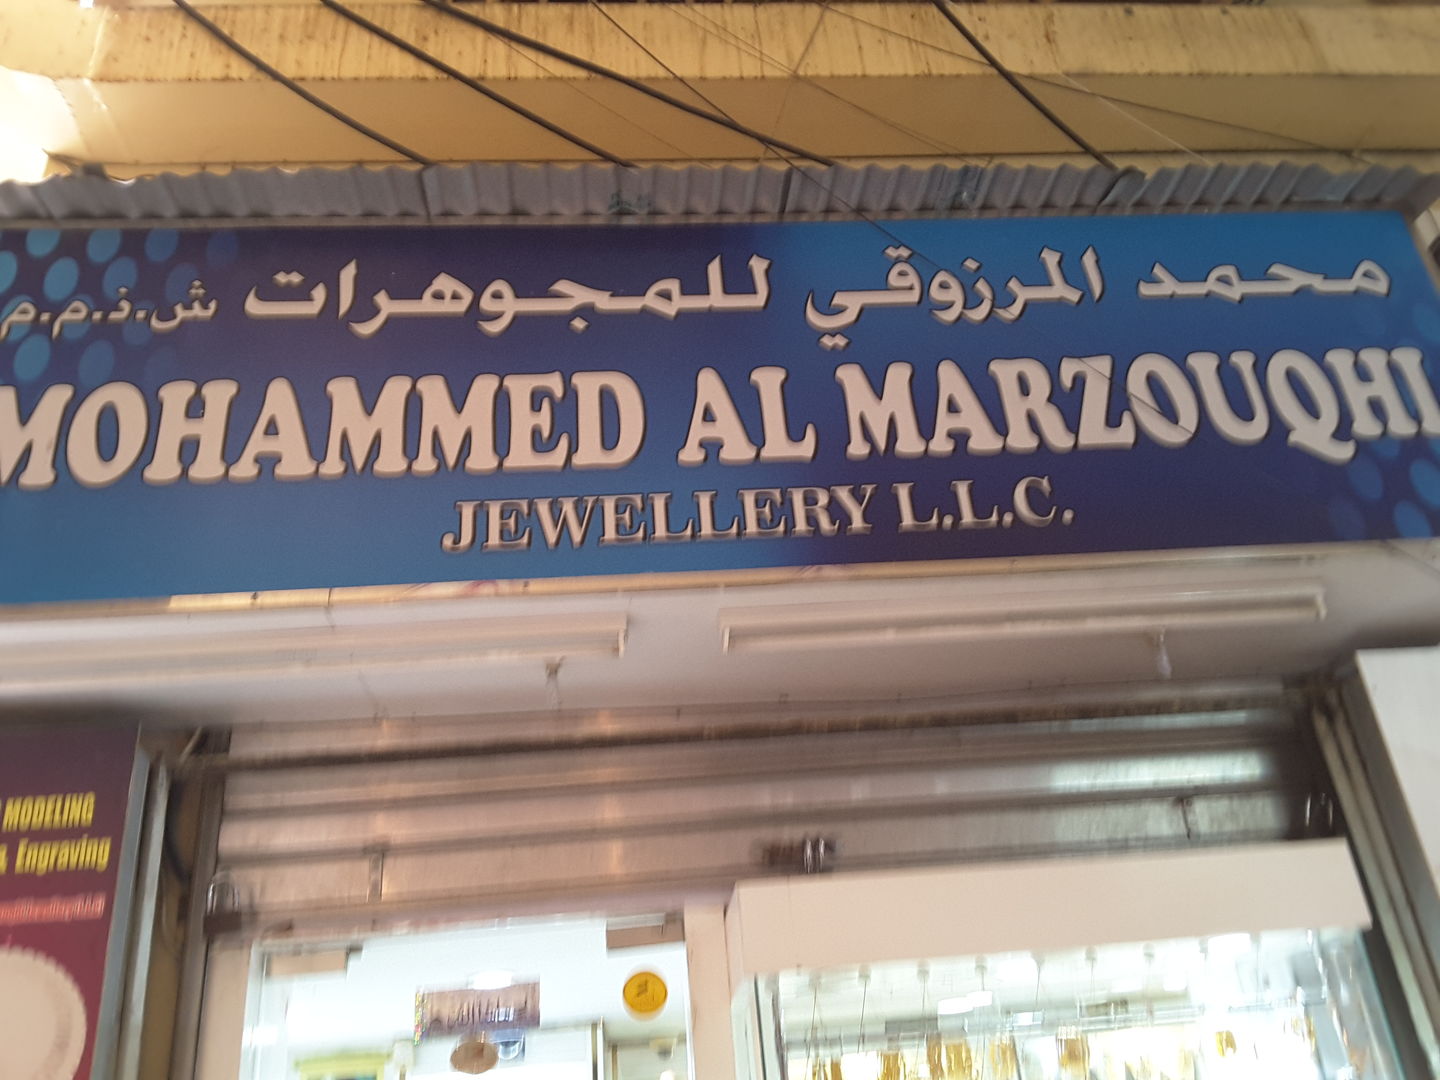 محمد المرزوقي للمجوهرات ش.ذ.م.م
MOHAMMED AL MARZOUQHI
JEWELLERY L.L.C.
MODELING
& Engraving